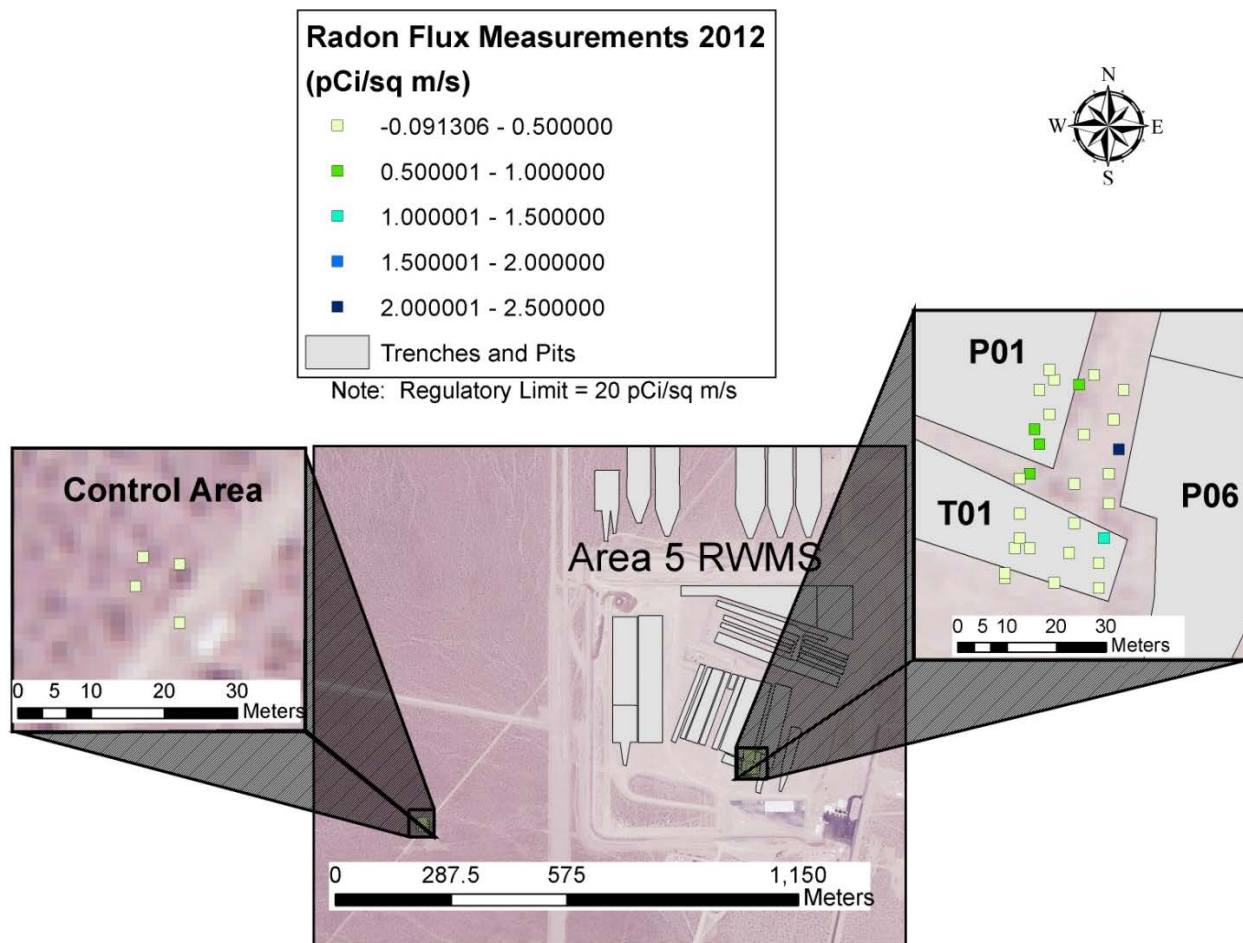 Radon Flux Measurements 2012
(pCi/sq m/s)
-0.091306 - 0.500000
0.500001 - 1.000000
1.000001 - 1.500000
1.500001 - 2.000000
2.000001 - 2.500000
Trenches and Pits
Note: Regulatory Limit = 20 pCi/sq m/s
N
W E
S
Control Area
0 5 10 20 30
Meters
Area 5 RWMS
0 287.5 575 1,150
Meters
P01
T01
P06
0 5 10 20 30
Meters